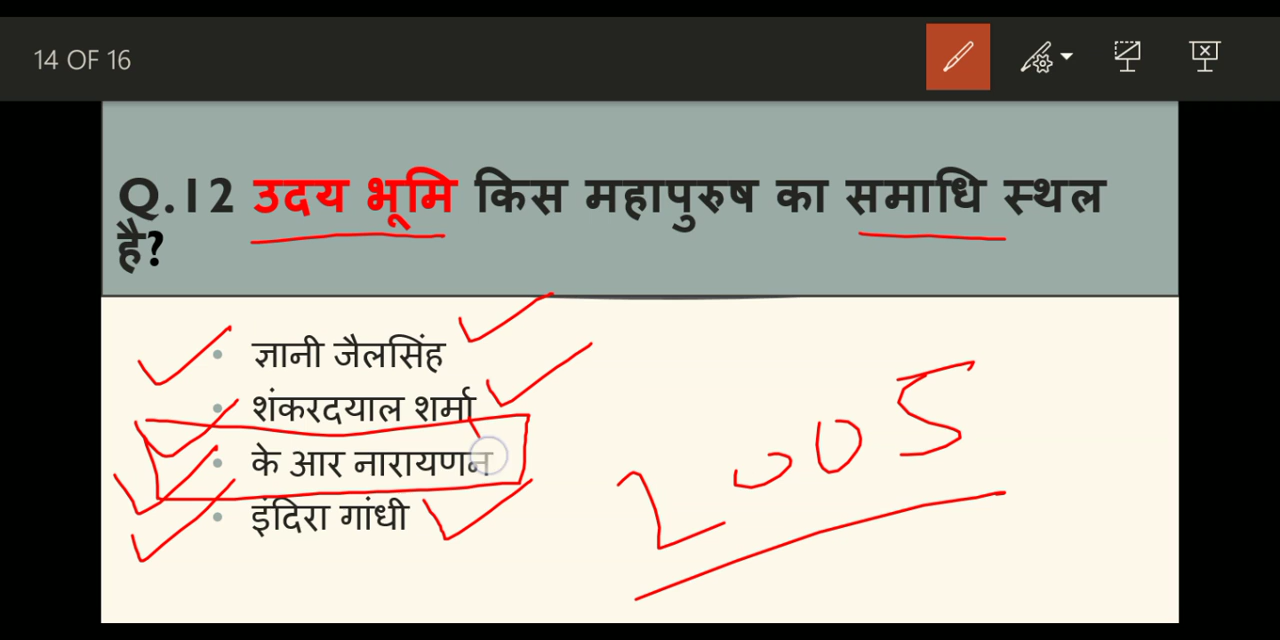 14 OF 16
Q.12 उदय भूमि किस महापुरुष का समाधि स्थल
है?
ज्ञानी जैलसिंह
शंकरदयाल शर्मा
के आर नारायणन
इंदिरा गांधी
2005